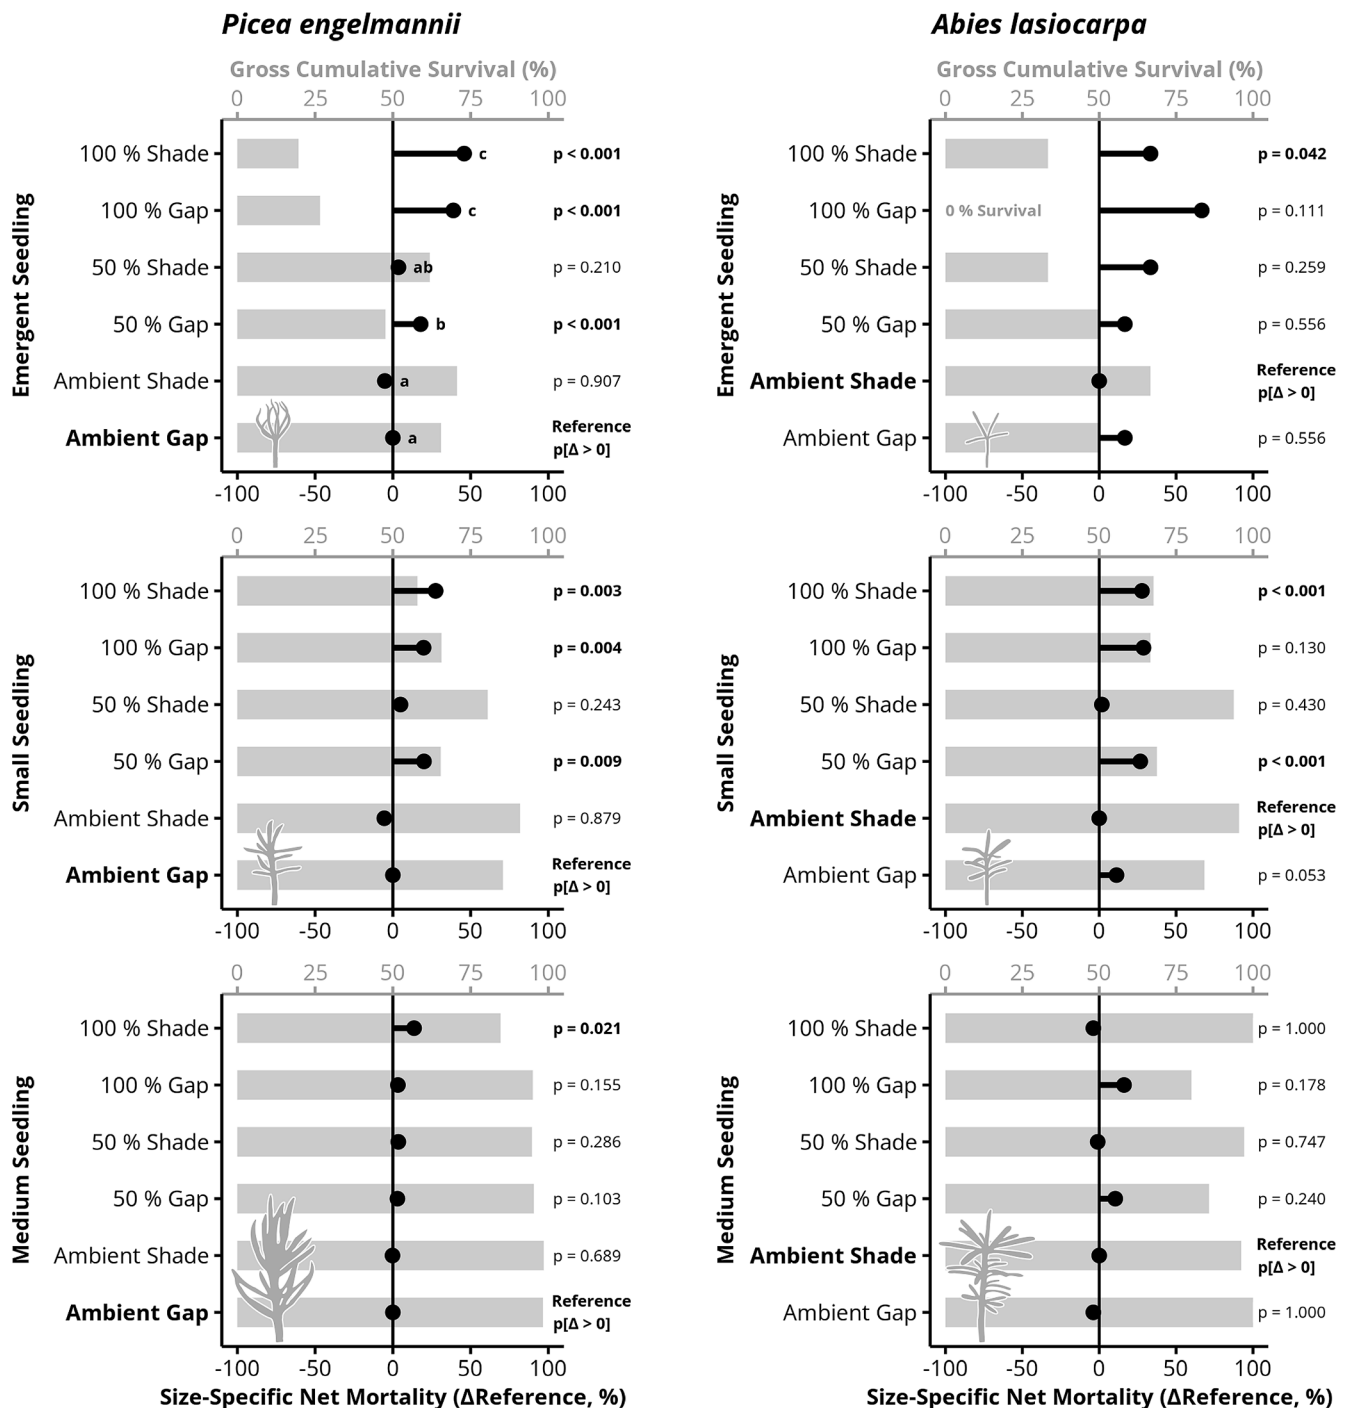 Picea engelmannii
Gross Cumulative Survival (%)
0 25 50 75 100
Emergent Seedling
100 % Shade c p < 0.001
100 % Gap c p < 0.001
50 % Shade ab p = 0.210
50 % Gap b p < 0.001
Ambient Shade a p = 0.907
Ambient Gap a Reference
p[Δ > 0]
-100 -50 0 50 100
0 25 50 75 100
Small Seedling
100 % Shade p = 0.003
100 % Gap p = 0.004
50 % Shade p = 0.243
50 % Gap p = 0.009
Ambient Shade p = 0.879
Ambient Gap Reference
p[Δ > 0]
-100 -50 0 50 100
0 25 50 75 100
Medium Seedling
100 % Shade p = 0.021
100 % Gap p = 0.155
50 % Shade p = 0.286
50 % Gap p = 0.103
Ambient Shade p = 0.689
Ambient Gap Reference
p[Δ > 0]
-100 -50 0 50 100
Size-Specific Net Mortality (ΔReference, %)
Abies lasiocarpa
Gross Cumulative Survival (%)
0 25 50 75 100
Emergent Seedling
100 % Shade p = 0.042
100 % Gap 0 % Survival p = 0.111
50 % Shade p = 0.259
50 % Gap p = 0.556
Ambient Shade Reference
p[Δ > 0]
Ambient Gap p = 0.556
-100 -50 0 50 100
0 25 50 75 100
Small Seedling
100 % Shade p < 0.001
100 % Gap p = 0.130
50 % Shade p = 0.430
50 % Gap p < 0.001
Ambient Shade Reference
p[Δ > 0]
Ambient Gap p = 0.053
-100 -50 0 50 100
0 25 50 75 100
Medium Seedling
100 % Shade p = 1.000
100 % Gap p = 0.178
50 % Shade p = 0.747
50 % Gap p = 0.240
Ambient Shade Reference
p[Δ > 0]
Ambient Gap p = 1.000
-100 -50 0 50 100
Size-Specific Net Mortality (ΔReference, %)